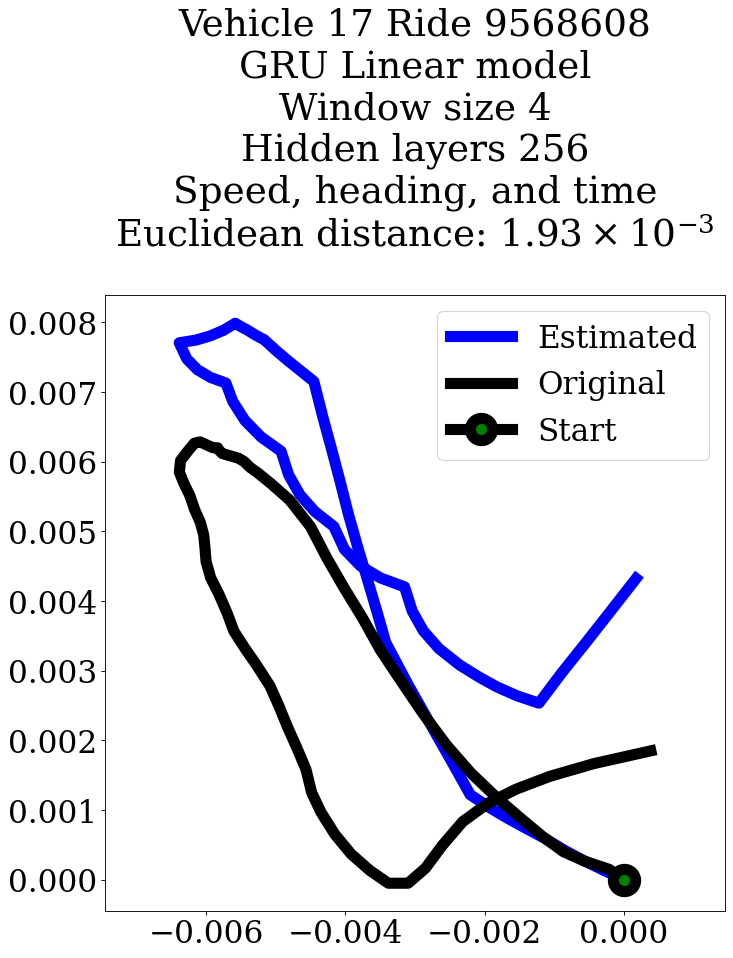 Vehicle 17 Ride 9568608
GRU Linear model
Window size 4
Hidden layers 256
Speed, heading, and time
Euclidean distance: 1.93 × 10⁻³
Estimated
Original
Start
0.008
0.007
0.006
0.005
0.004
0.003
0.002
0.001
0.000
−0.006 −0.004 −0.002 0.000